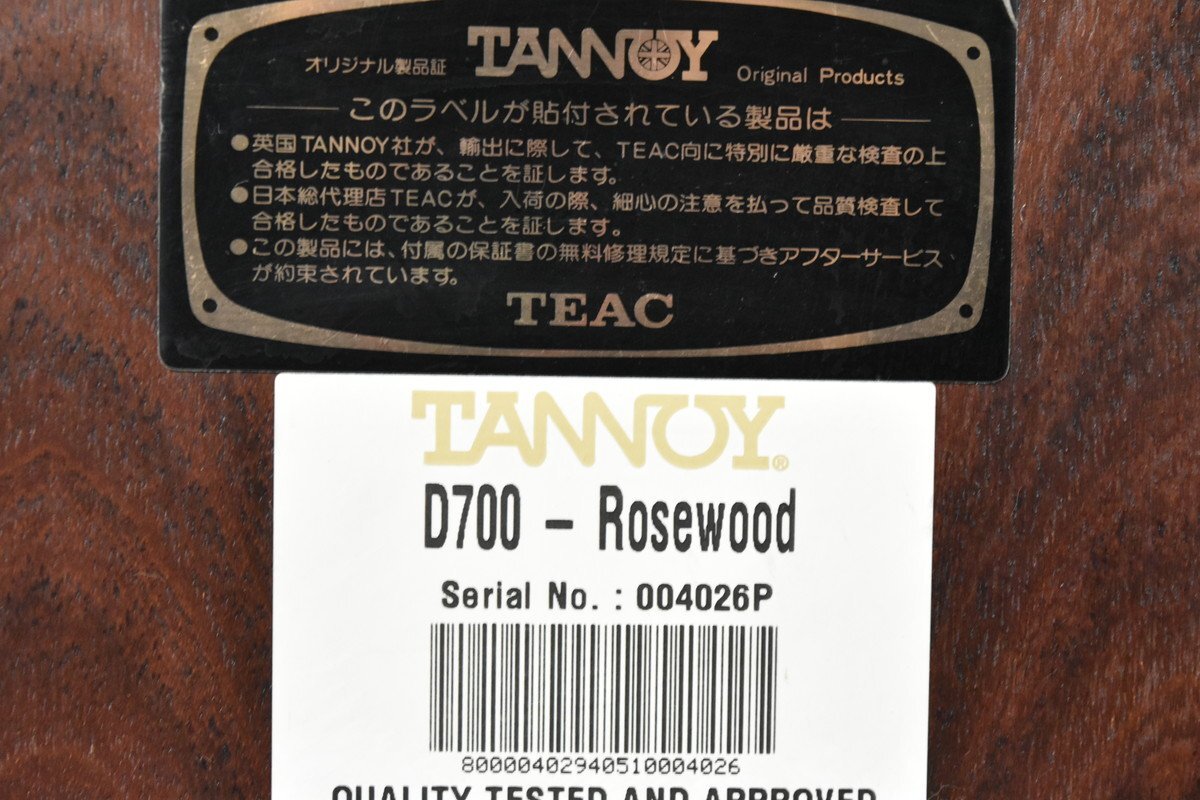 TANNOY
オリジナル製品証
Original Products
このラベルが貼付されている製品は
●英国TANNOY社が、輸出に際して、TEAC向に特別に厳重な検査の上
合格したものであることを証します。
●日本総代理店TEACが、入荷の際、細心の注意を払って品質検査して
合格したものであることを証します。
●この製品には、付属の保証書の無料修理規定に基づきアフターサービス
が約束されています。
TEAC
TANNOY®
D700 – Rosewood
Serial No. : 004026P
80000402940510004026
QUALITY TESTED AND APPROVED